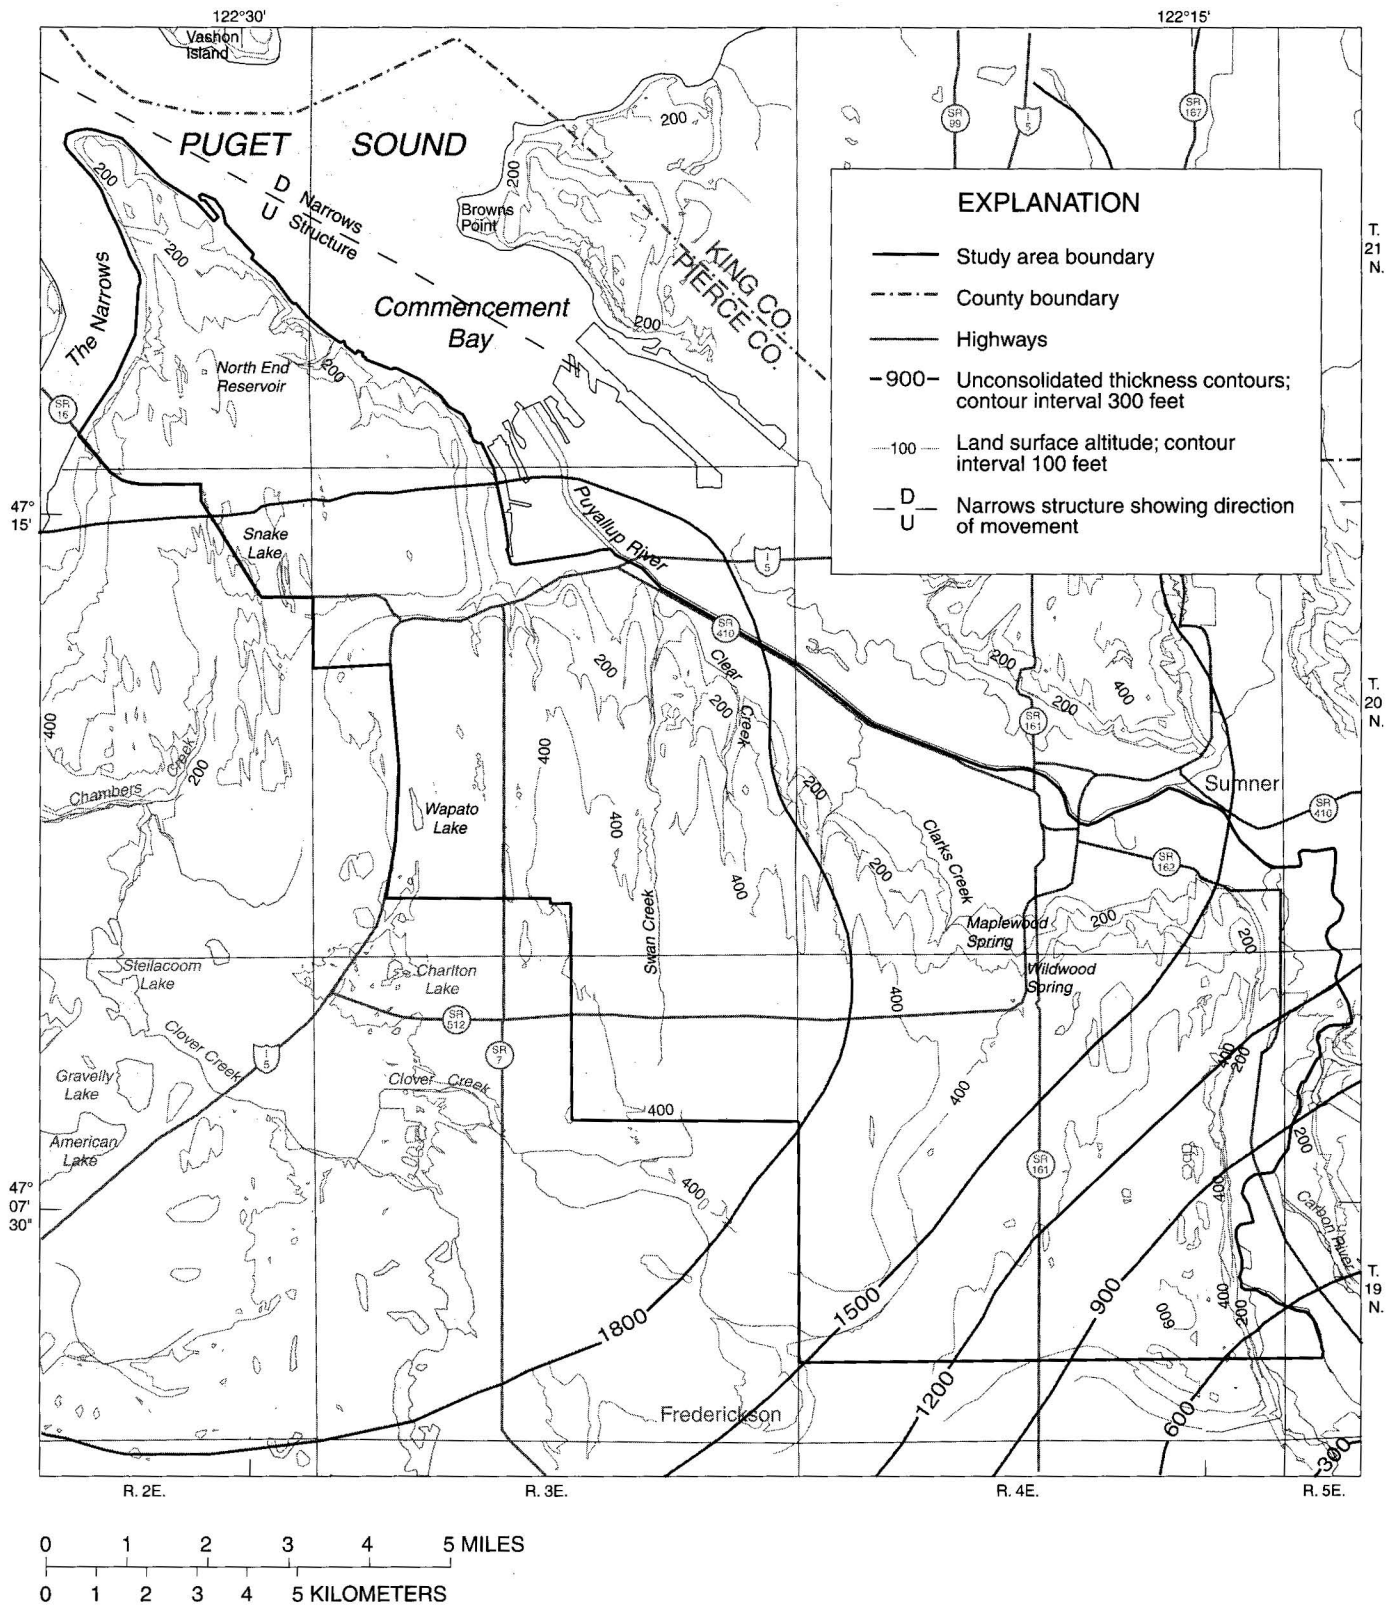 122°30'
122°15'
Vashon
Island
SR
99
I
5
SR
167
PUGET SOUND
200
200
200
D
U
Narrows
Structure
Browns
Point
200
KING CO.
PIERCE CO.
The Narrows
Commencement
Bay
200
North End
Reservoir
200
SR
16
EXPLANATION
Study area boundary
County boundary
Highways
900
Unconsolidated thickness contours;
contour interval 300 feet
100
Land surface altitude; contour
interval 100 feet
D
U
Narrows structure showing direction
of movement
T.
21
N.
47°
15'
Snake
Lake
Puyallup River
I
5
SR
410
200
Clear
Creek
200
200
400
200
SR
161
T.
20
N.
400
Chambers
Creek
200
400
Wapato
Lake
400
400
200
Clarks Creek
200
Sumner
SR
410
SR
162
Swan Creek
Maplewood
Spring
200
200
Wildwood
Spring
Steilacoom
Lake
Charlton
Lake
400
SR
512
Clover Creek
I
5
SR
7
Gravelly
Lake
Clover Creek
400
400
400
200
American
Lake
SR
161
200
47°
07'
30"
400
400
Carbon River
T.
19
N.
1800
1500
900
600
400
200
1200
Frederickson
600
300
R. 2E.
R. 3E.
R. 4E.
R. 5E.
0 1 2 3 4 5 MILES
0 1 2 3 4 5 KILOMETERS